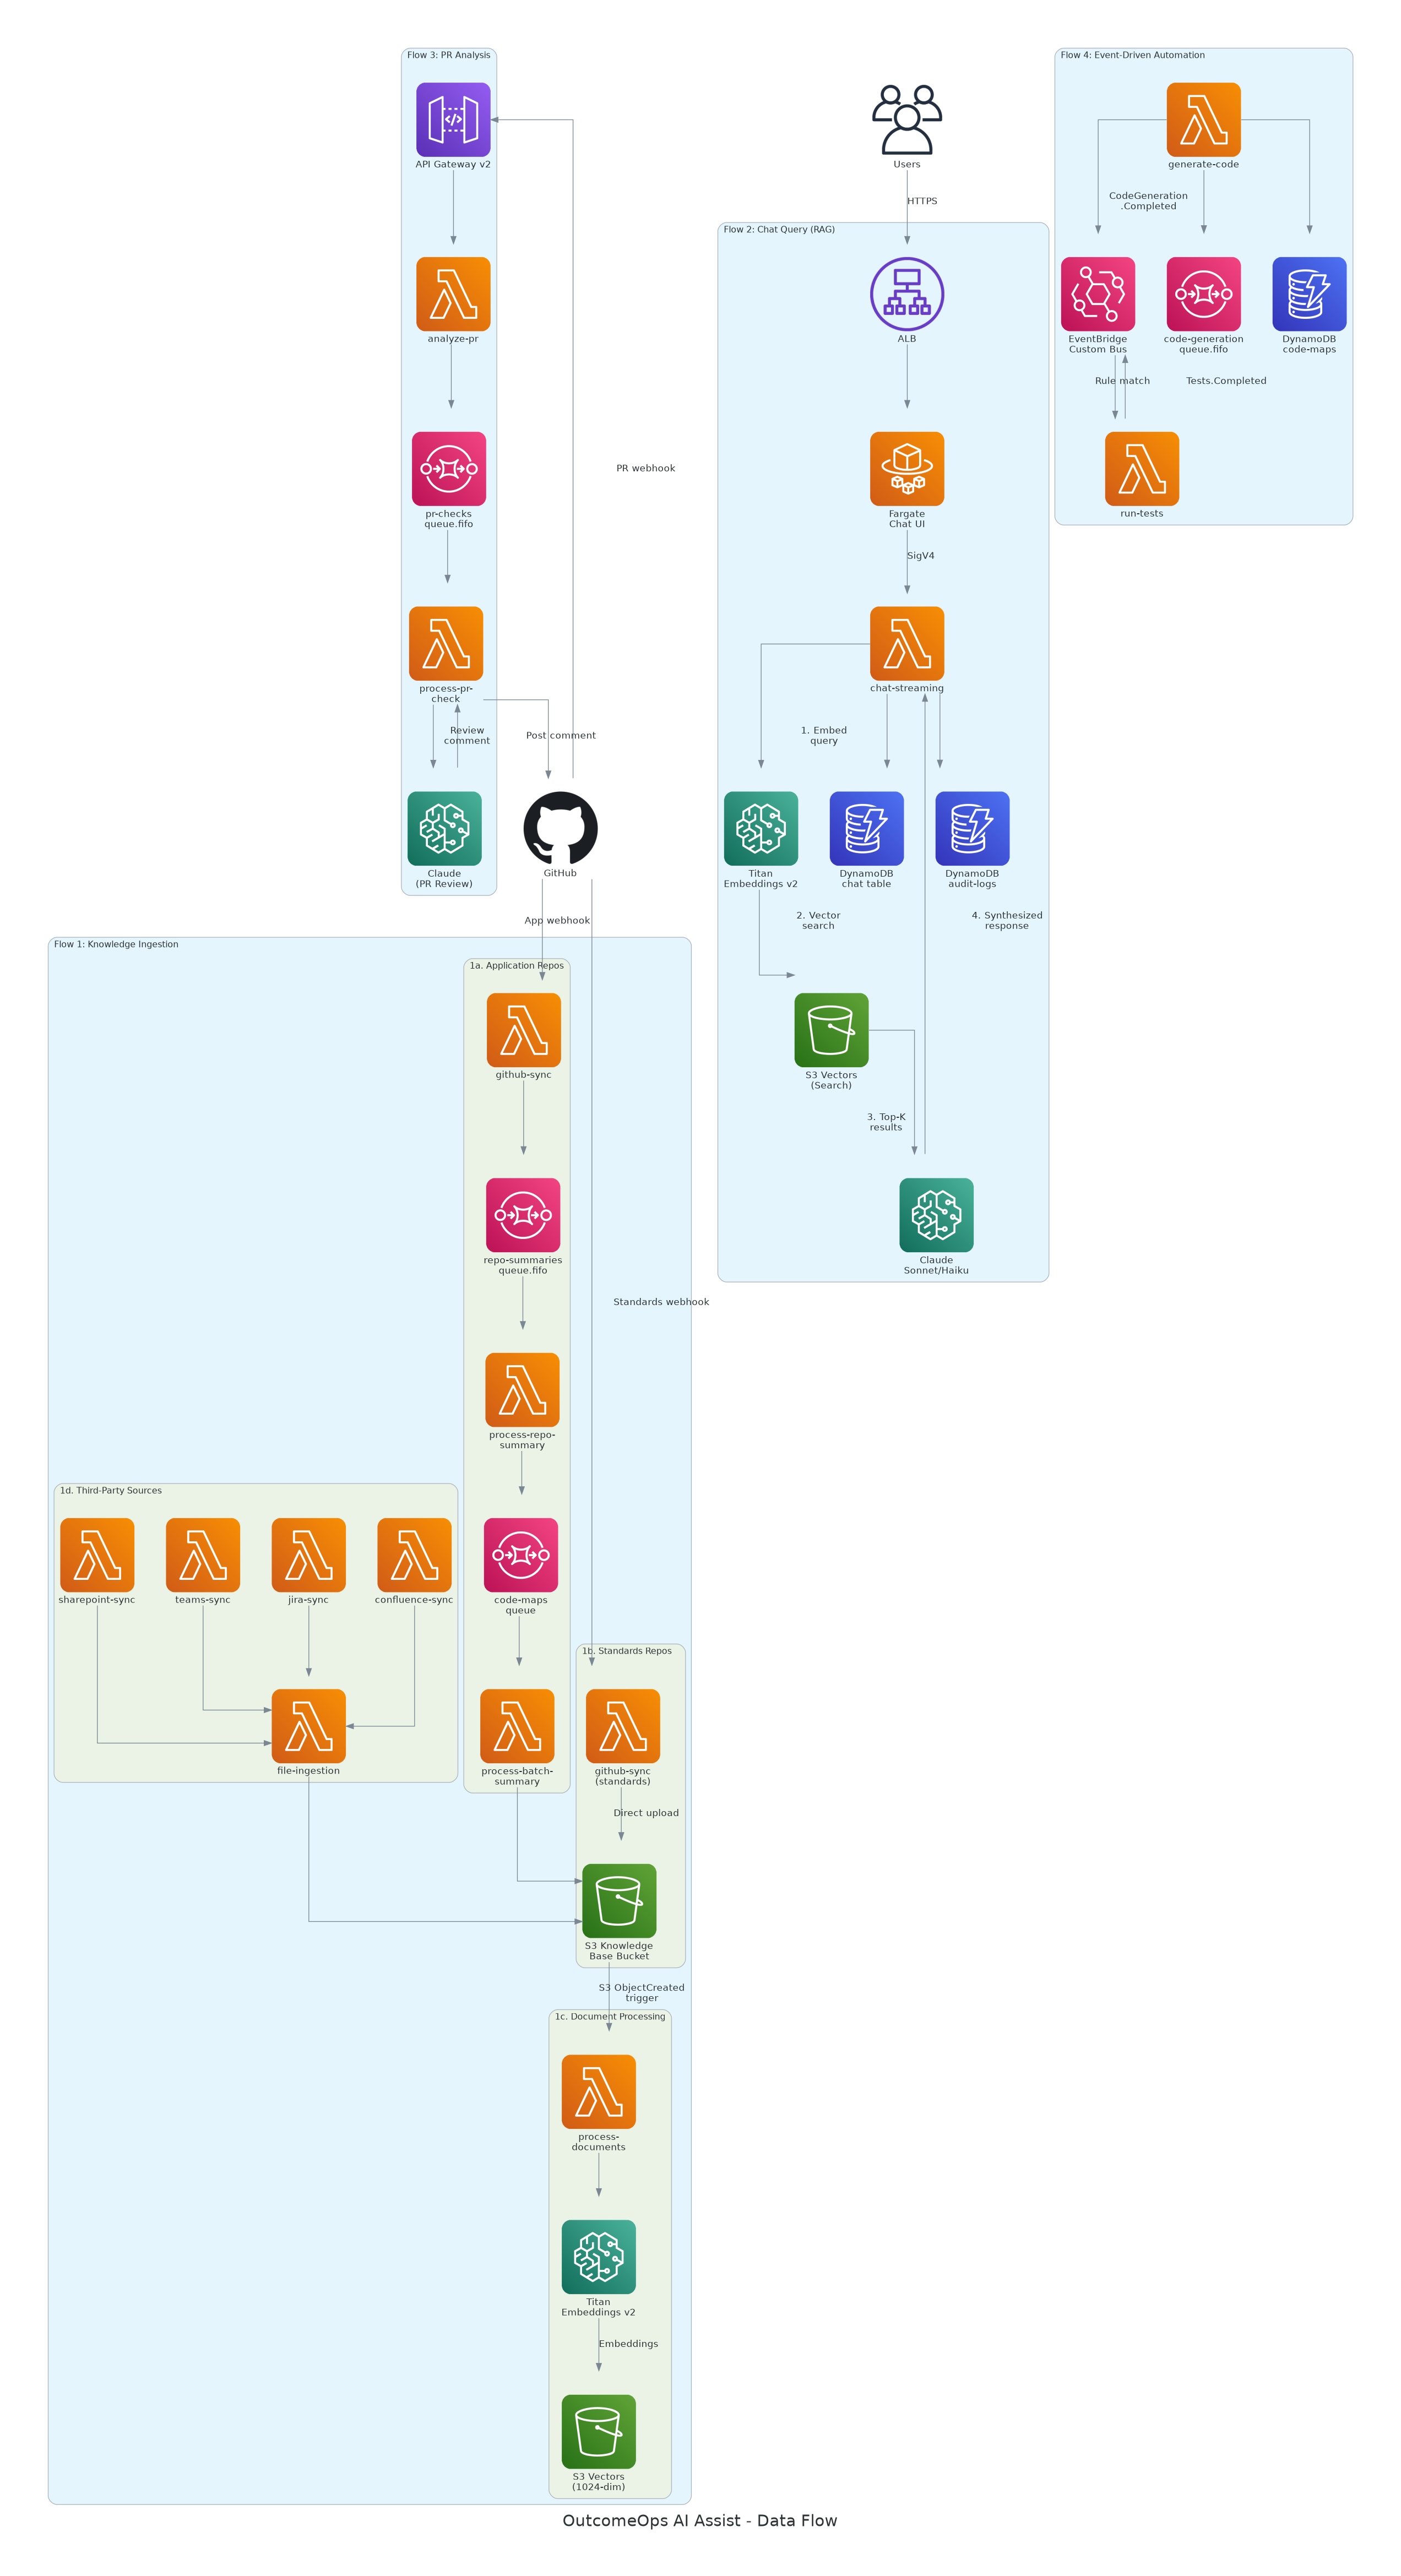 Flow 3: PR Analysis
API Gateway v2
analyze-pr
pr-checks
queue.fifo
PR webhook
process-pr-
check
Review
comment
Post comment
Claude
(PR Review)
GitHub
Users
HTTPS
Flow 2: Chat Query (RAG)
ALB
Fargate
Chat UI
SigV4
chat-streaming
1. Embed
query
Titan
Embeddings v2
DynamoDB
chat table
DynamoDB
audit-logs
2. Vector
search
4. Synthesized
response
S3 Vectors
(Search)
3. Top-K
results
Claude
Sonnet/Haiku
Flow 4: Event-Driven Automation
generate-code
CodeGeneration
.Completed
EventBridge
Custom Bus
code-generation
queue.fifo
DynamoDB
code-maps
Rule match
Tests.Completed
run-tests
App webhook
Flow 1: Knowledge Ingestion
1a. Application Repos
github-sync
repo-summaries
queue.fifo
Standards webhook
process-repo-
summary
1d. Third-Party Sources
sharepoint-sync
teams-sync
jira-sync
confluence-sync
code-maps
queue
1b. Standards Repos
file-ingestion
process-batch-
summary
github-sync
(standards)
Direct upload
S3 Knowledge
Base Bucket
S3 ObjectCreated
trigger
1c. Document Processing
process-
documents
Titan
Embeddings v2
Embeddings
S3 Vectors
(1024-dim)
OutcomeOps AI Assist - Data Flow